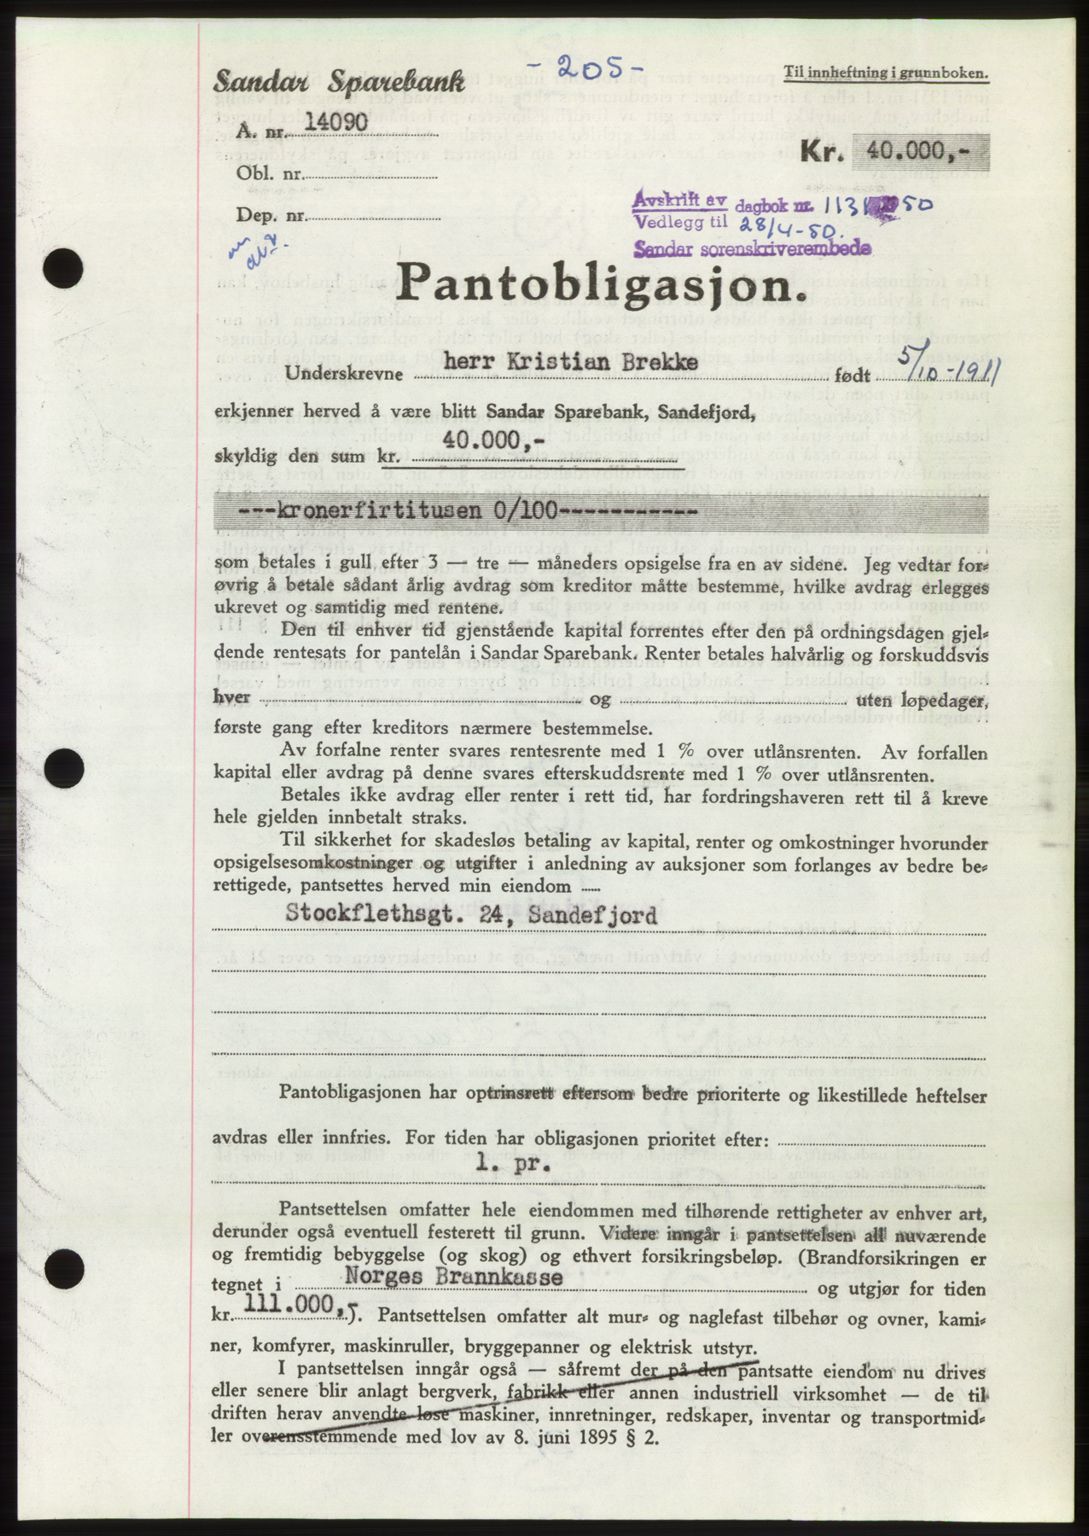 - 205 -
Sandar Sparebank
Til innheftning i grunnboken.
A. nr. 14090
Kr. 40.000,-
Obl. nr.
Avskrift av dagbok nr. 1131 50
Dep. nr.
Vedlegg til 28/4-50.
Sandar sorenskriverembede
Pantobligasjon.
Underskrevne herr Kristian Brekke født 5/10-1911
erkjenner herved å være blitt Sandar Sparebank, Sandefjord,
skyldig den sum kr. 40.000,-
---kronerfirtitusen 0/100------------
som betales i gull efter 3 — tre — måneders opsigelse fra en av sidene. Jeg vedtar for=
øvrig å betale sådant årlig avdrag som kreditor måtte bestemme, hvilke avdrag erlegges
ukrevet og samtidig med rentene.
Den til enhver tid gjenstående kapital forrentes efter den på ordningsdagen gjel=
dende rentesats for pantelån i Sandar Sparebank. Renter betales halvårlig og forskuddsvis
hver og uten løpedager,
første gang efter kreditors nærmere bestemmelse.
Av forfalne renter svares rentesrente med 1 % over utlånsrenten. Av forfallen
kapital eller avdrag på denne svares efterskuddsrente med 1 % over utlånsrenten.
Betales ikke avdrag eller renter i rett tid, har fordringshaveren rett til å kreve
hele gjelden innbetalt straks.
Til sikkerhet for skadesløs betaling av kapital, renter og omkostninger hvorunder
opsigelsesomkostninger og utgifter i anledning av auksjoner som forlanges av bedre be=
rettigede, pantsettes herved min eiendom
Stockflethsgt. 24, Sandefjord
Pantobligasjonen har optrinsrett eftersom bedre prioriterte og likestillede heftelser
avdras eller innfries. For tiden har obligasjonen prioritet efter:
1. pr.
Pantsettelsen omfatter hele eiendommen med tilhørende rettigheter av enhver art,
derunder også eventuell festerett til grunn. Videre inngår i pantsettelsen all nuværende
og fremtidig bebyggelse (og skog) og ethvert forsikringsbeløp. (Brandforsikringen er
tegnet i Norges Brannkasse og utgjør for tiden
kr. 111.000,-). Pantsettelsen omfatter alt mur= og naglefast tilbehør og ovner, kami=
ner, komfyrer, maskinruller, bryggepanner og elektrisk utstyr.
I pantsettelsen inngår også — såfremt der på den pantsatte eiendom nu drives
eller senere blir anlagt bergverk, fabrikk eller annen industriell virksomhet — de til
driften herav anvendte løse maskiner, innretninger, redskaper, inventar og transportmid=
ler overensstemmende med lov av 8. juni 1895 § 2.